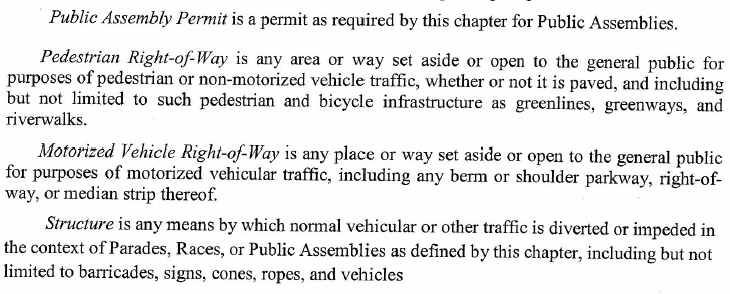 Public Assembly Permit is a permit as required by this chapter for Public Assemblies.
Pedestrian Right-of-Way is any area or way set aside or open to the general public for
purposes of pedestrian or non-motorized vehicle traffic, whether or not it is paved, and including
but not limited to such pedestrian and bicycle infrastructure as greenlines, greenways, and
riverwalks.
Motorized Vehicle Right-of-Way is any place or way set aside or open to the general public
for purposes of motorized vehicular traffic, including any berm or shoulder parkway, right-of-
way, or median strip thereof.
Structure is any means by which normal vehicular or other traffic is diverted or impeded in
the context of Parades, Races, or Public Assemblies as defined by this chapter, including but not
limited to barricades, signs, cones, ropes, and vehicles